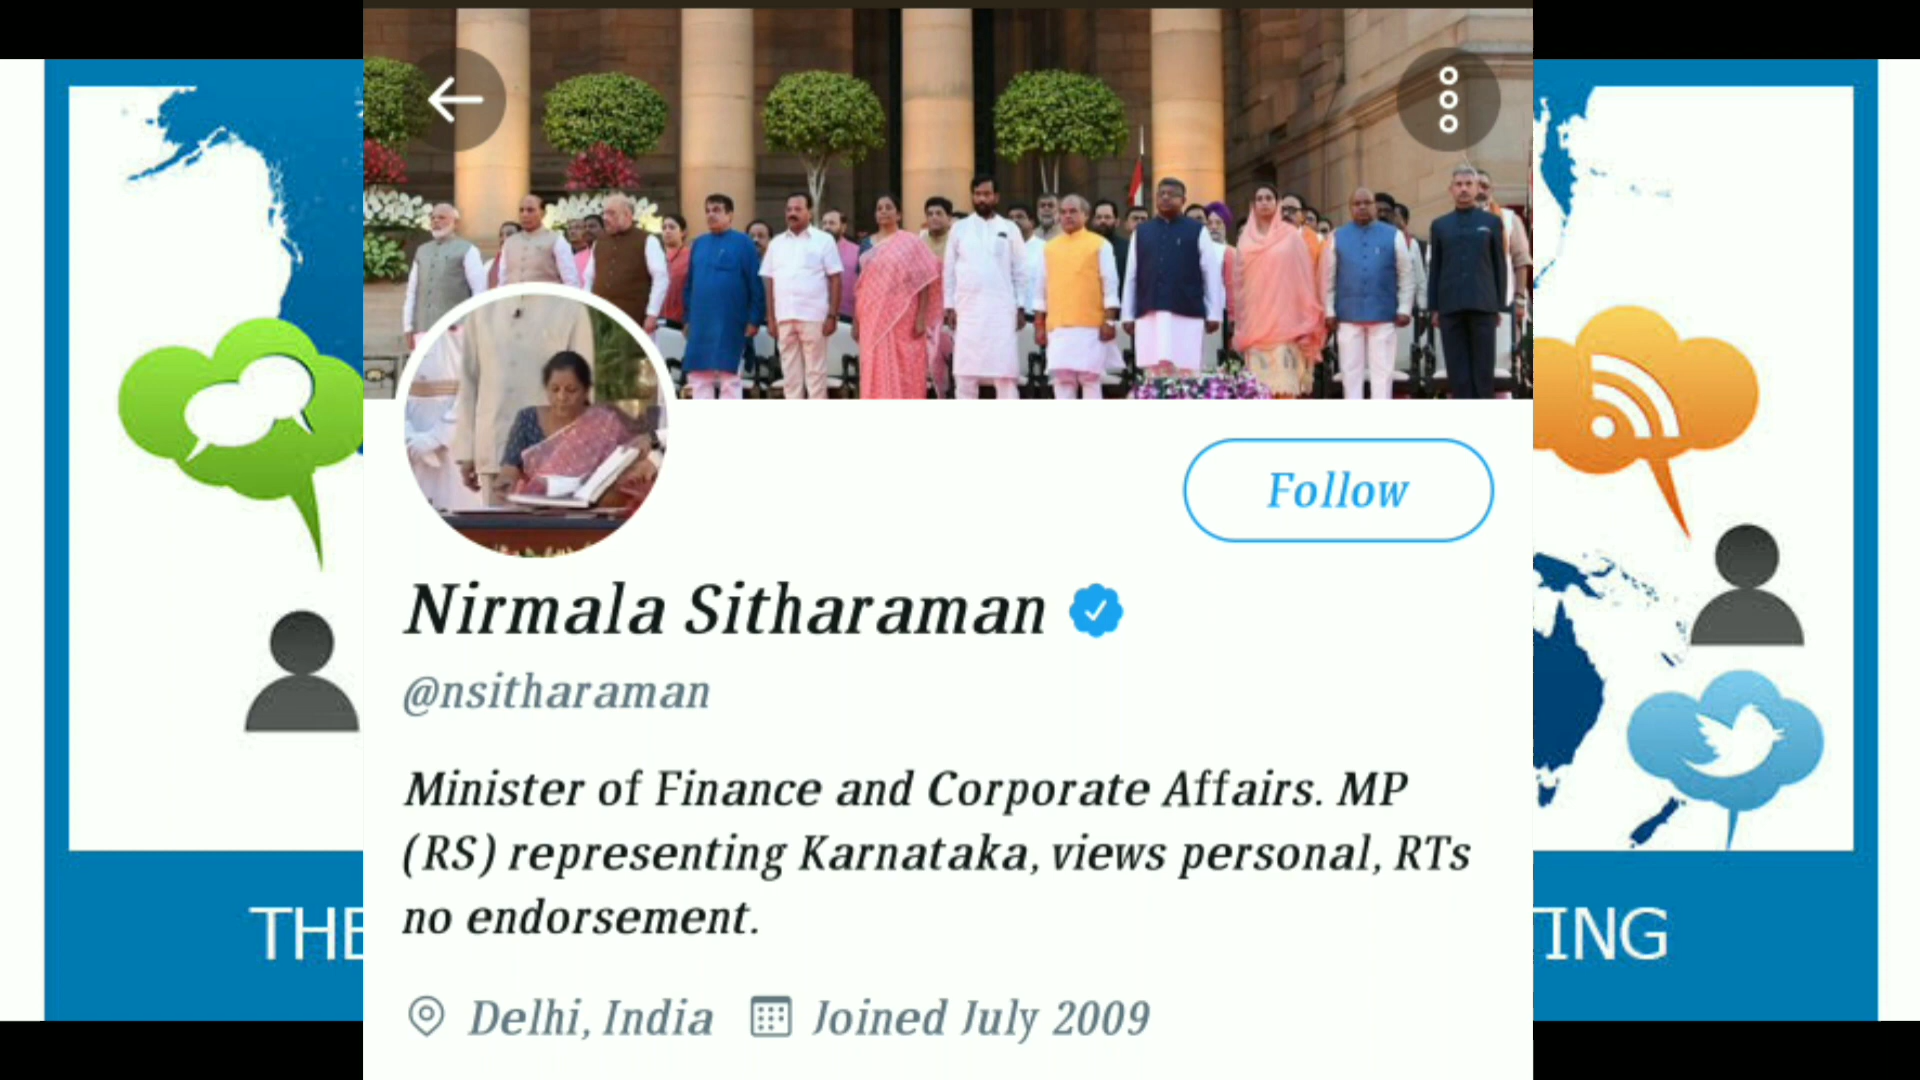 Follow
Nirmala Sitharaman
@nsitharaman
Minister of Finance and Corporate Affairs. MP
(RS) representing Karnataka, views personal, RTs
no endorsement.
THE
TING
Delhi, India Joined July 2009